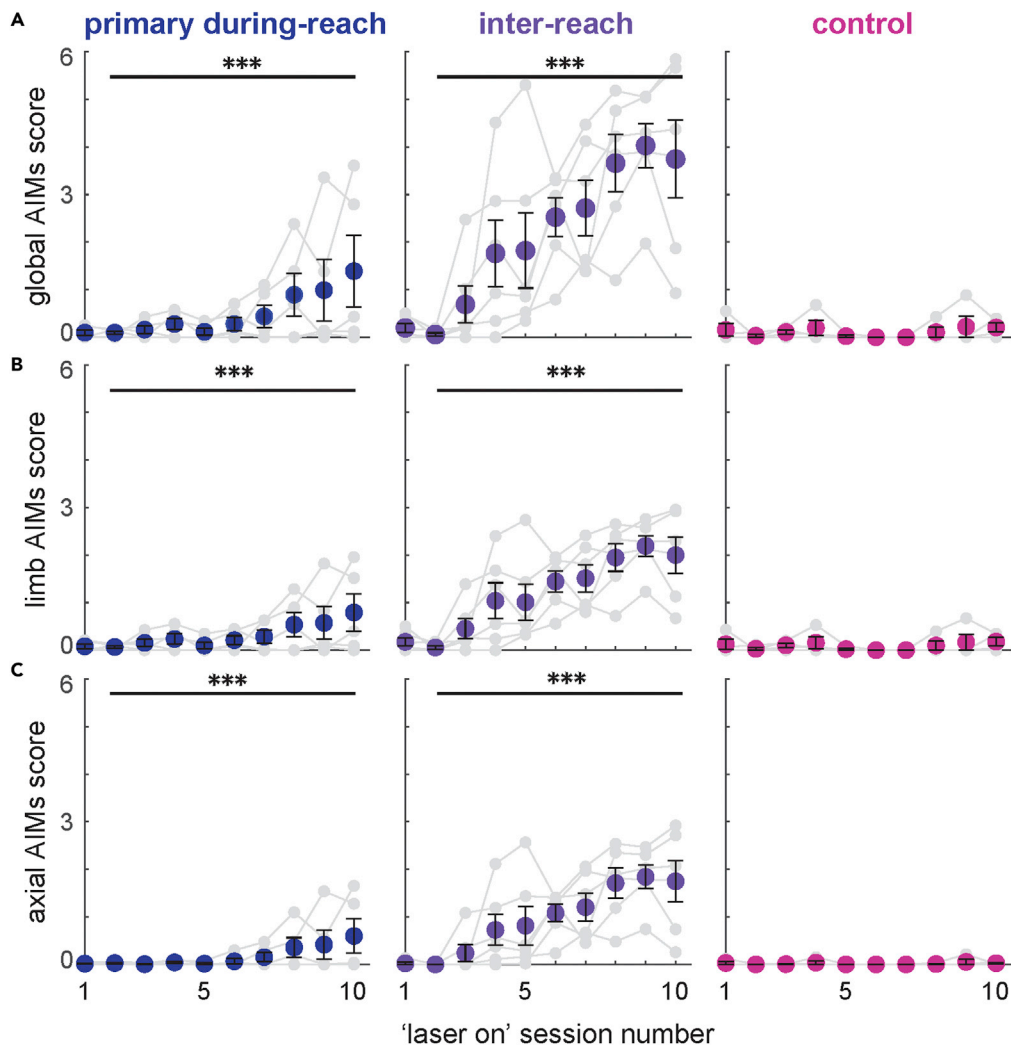 A
primary during-reach
inter-reach
control
global AIMs score
6
3
0
***
***
B
limb AIMs score
6
3
0
***
***
C
axial AIMs score
6
3
0
***
***
1 5 10
1 5 10
1 5 10
'laser on' session number